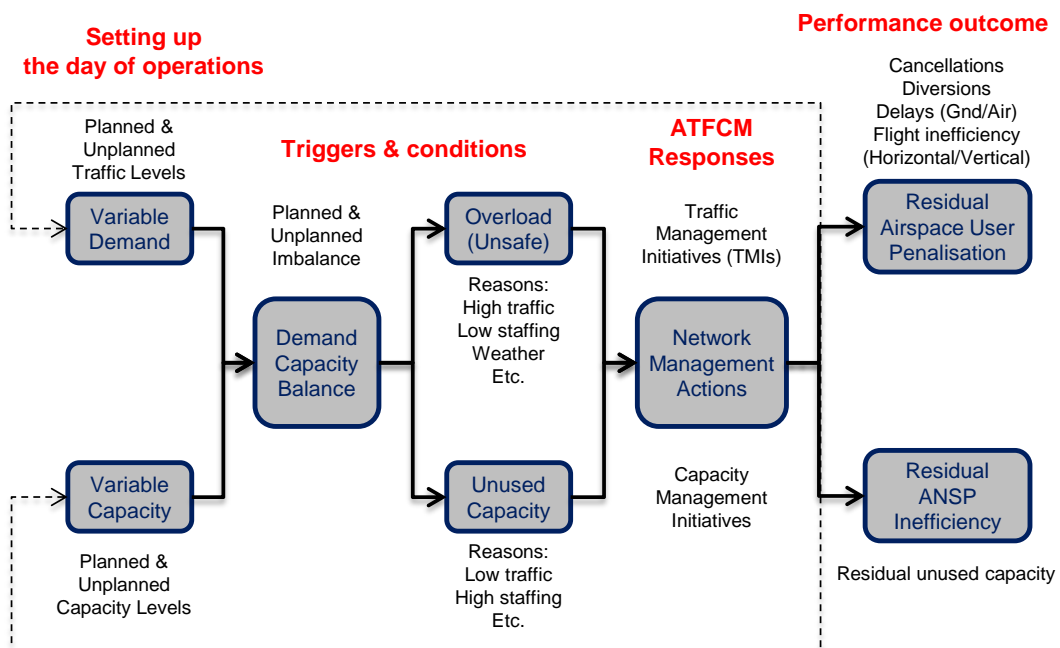 Setting up
the day of operations
Performance outcome
Cancellations
Diversions
Delays (Gnd/Air)
Flight inefficiency
(Horizontal/Vertical)
Planned &
Unplanned
Traffic Levels
Triggers & conditions
ATFCM
Responses
Variable
Demand
Planned &
Unplanned
Imbalance
Overload
(Unsafe)
Traffic
Management
Initiatives (TMIs)
Residual
Airspace User
Penalisation
Reasons:
High traffic
Low staffing
Weather
Etc.
Demand
Capacity
Balance
Network
Management
Actions
Variable
Capacity
Unused
Capacity
Capacity
Management
Initiatives
Residual
ANSP
Inefficiency
Planned &
Unplanned
Capacity Levels
Reasons:
Low traffic
High staffing
Etc.
Residual unused capacity